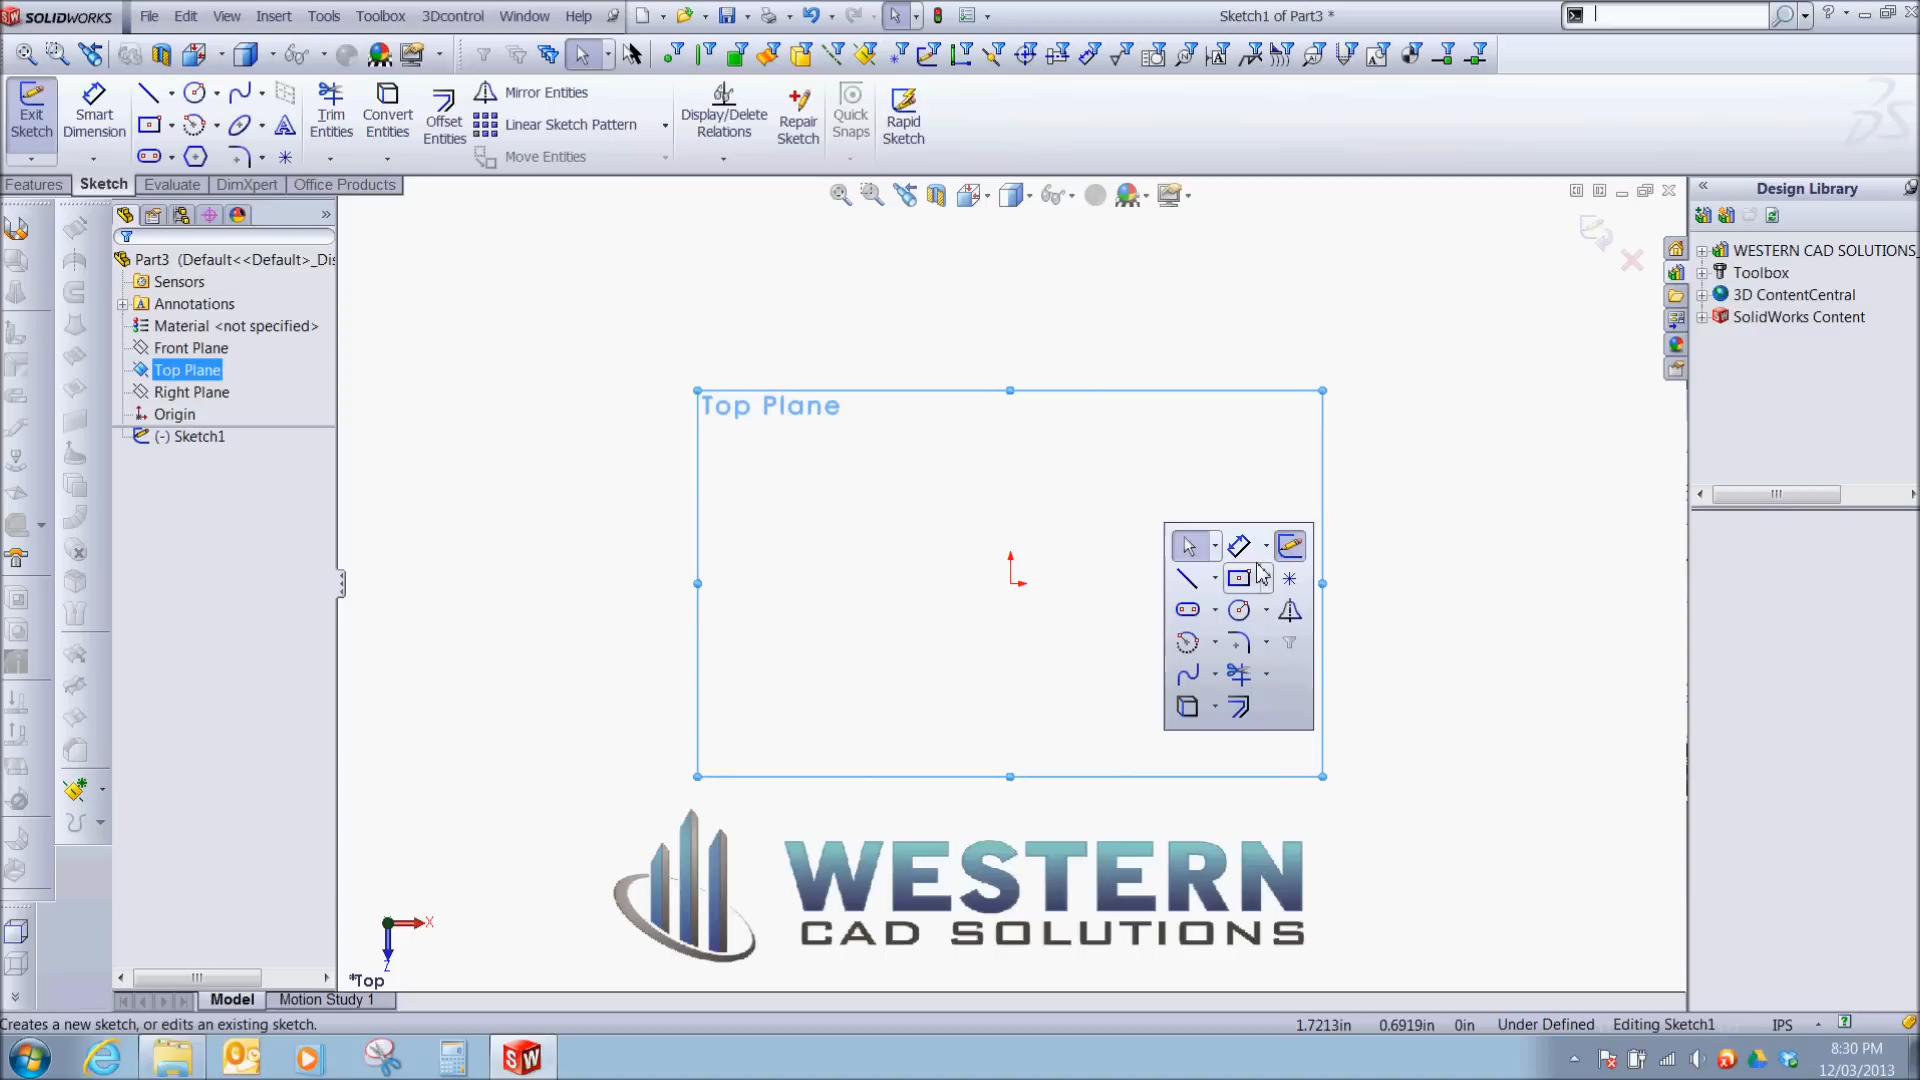 SOLIDWORKS
File Edit View Insert Tools Toolbox 3Dcontrol Window Help
Sketch1 of Part3 *
Exit Sketch
Smart Dimension
Trim Entities
Convert Entities
Offset Entities
Mirror Entities
Linear Sketch Pattern
Move Entities
Display/Delete Relations
Repair Sketch
Quick Snaps
Rapid Sketch
Features Sketch Evaluate DimXpert Office Products
Design Library
Part3 (Default<<Default>_Dis
Sensors
Annotations
Material <not specified>
Front Plane
Top Plane
Right Plane
Origin
(-) Sketch1
WESTERN CAD SOLUTIONS_
Toolbox
3D ContentCentral
SolidWorks Content
Top Plane
WESTERN
CAD SOLUTIONS
X
Z
*Top
Model Motion Study 1
Creates a new sketch, or edits an existing sketch.
1.7213in 0.6919in 0in Under Defined Editing Sketch1 IPS
8:30 PM
12/03/2013